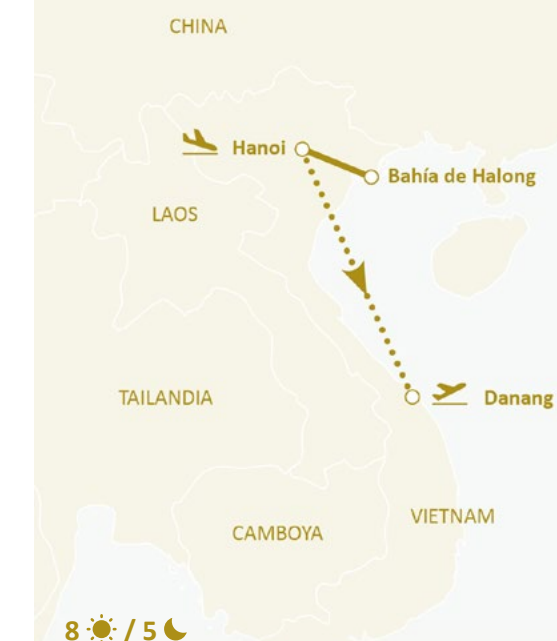 CHINA
Hanoi
Bahía de Halong
LAOS
TAILANDIA
Danang
VIETNAM
CAMBOYA
8 / 5